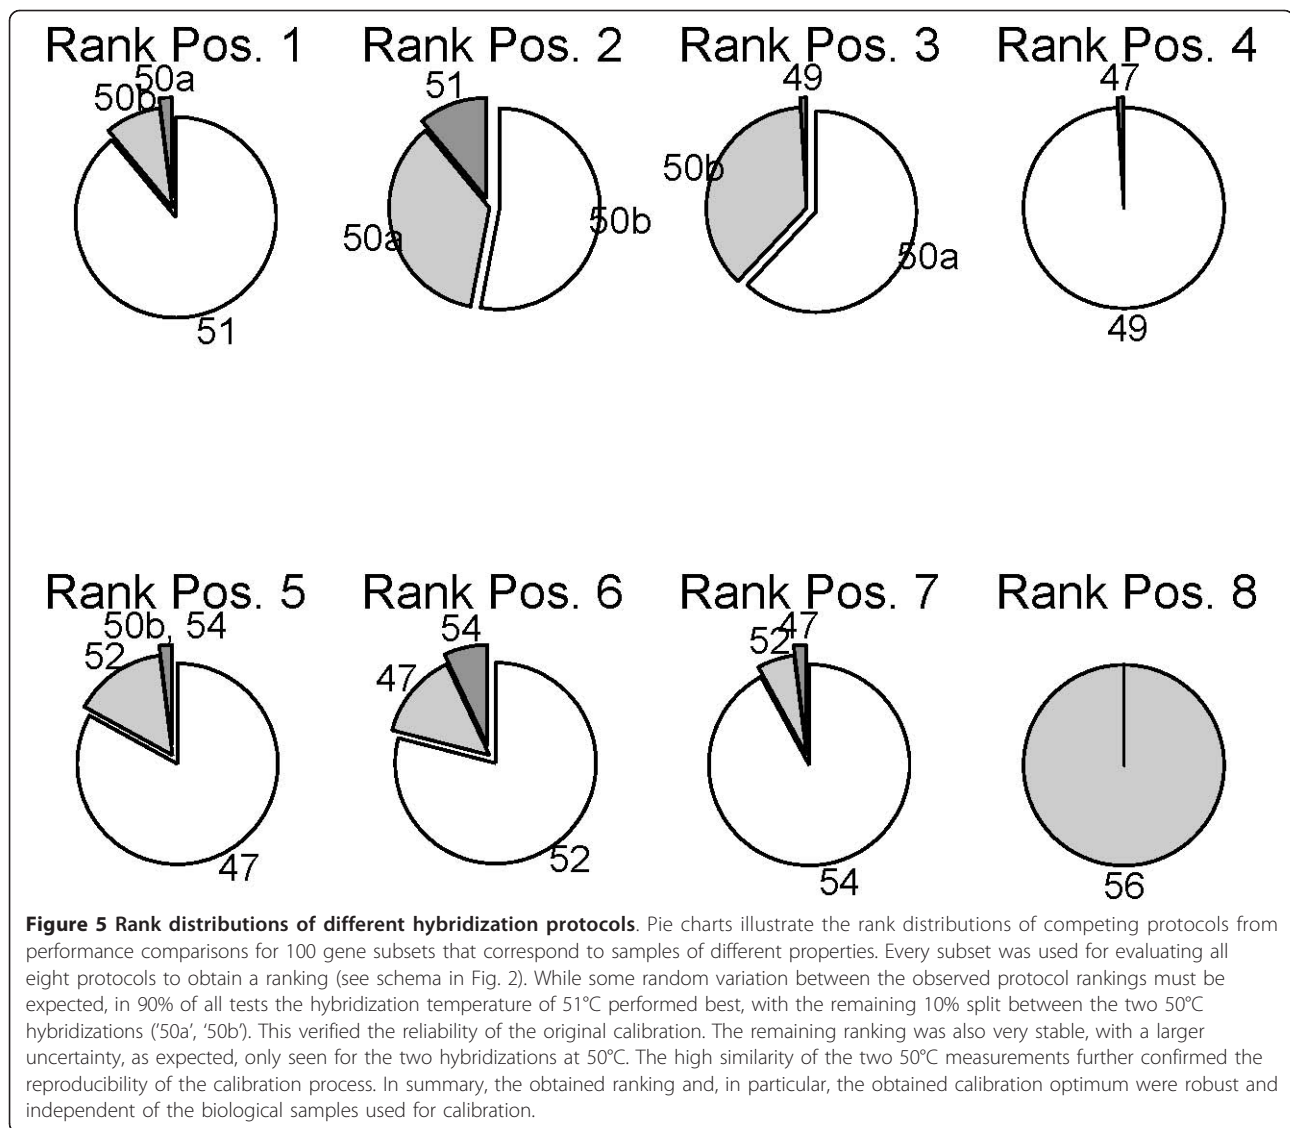 Rank Pos. 1 Rank Pos. 2 Rank Pos. 3 Rank Pos. 4
50a
50b
51
51
50a
50b
49
50b
50a
47
49
Rank Pos. 5 Rank Pos. 6 Rank Pos. 7 Rank Pos. 8
50b, 54
52
47
54
47
52
47
52
54
56
Figure 5 Rank distributions of different hybridization protocols. Pie charts illustrate the rank distributions of competing protocols from
performance comparisons for 100 gene subsets that correspond to samples of different properties. Every subset was used for evaluating all
eight protocols to obtain a ranking (see schema in Fig. 2). While some random variation between the observed protocol rankings must be
expected, in 90% of all tests the hybridization temperature of 51°C performed best, with the remaining 10% split between the two 50°C
hybridizations (‘50a’, ‘50b’). This verified the reliability of the original calibration. The remaining ranking was also very stable, with a larger
uncertainty, as expected, only seen for the two hybridizations at 50°C. The high similarity of the two 50°C measurements further confirmed the
reproducibility of the calibration process. In summary, the obtained ranking and, in particular, the obtained calibration optimum were robust and
independent of the biological samples used for calibration.